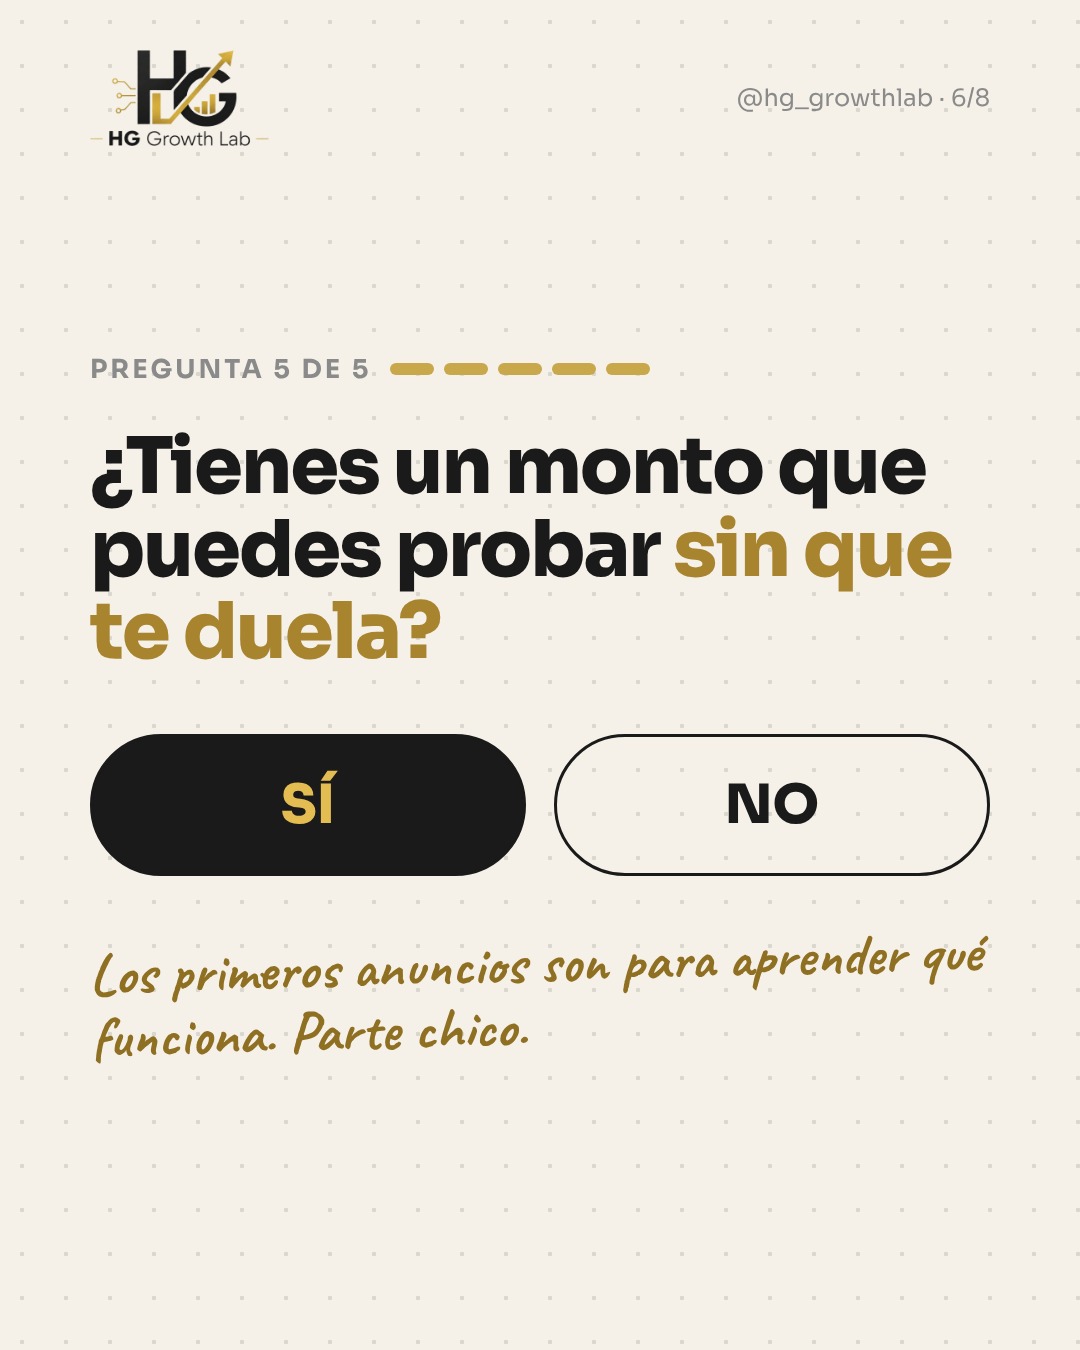 HG
HG Growth Lab
@hg_growthlab · 6/8
PREGUNTA 5 DE 5
¿Tienes un monto que
puedes probar sin que
te duela?
SÍ
NO
Los primeros anuncios son para aprender qué
funciona. Parte chico.